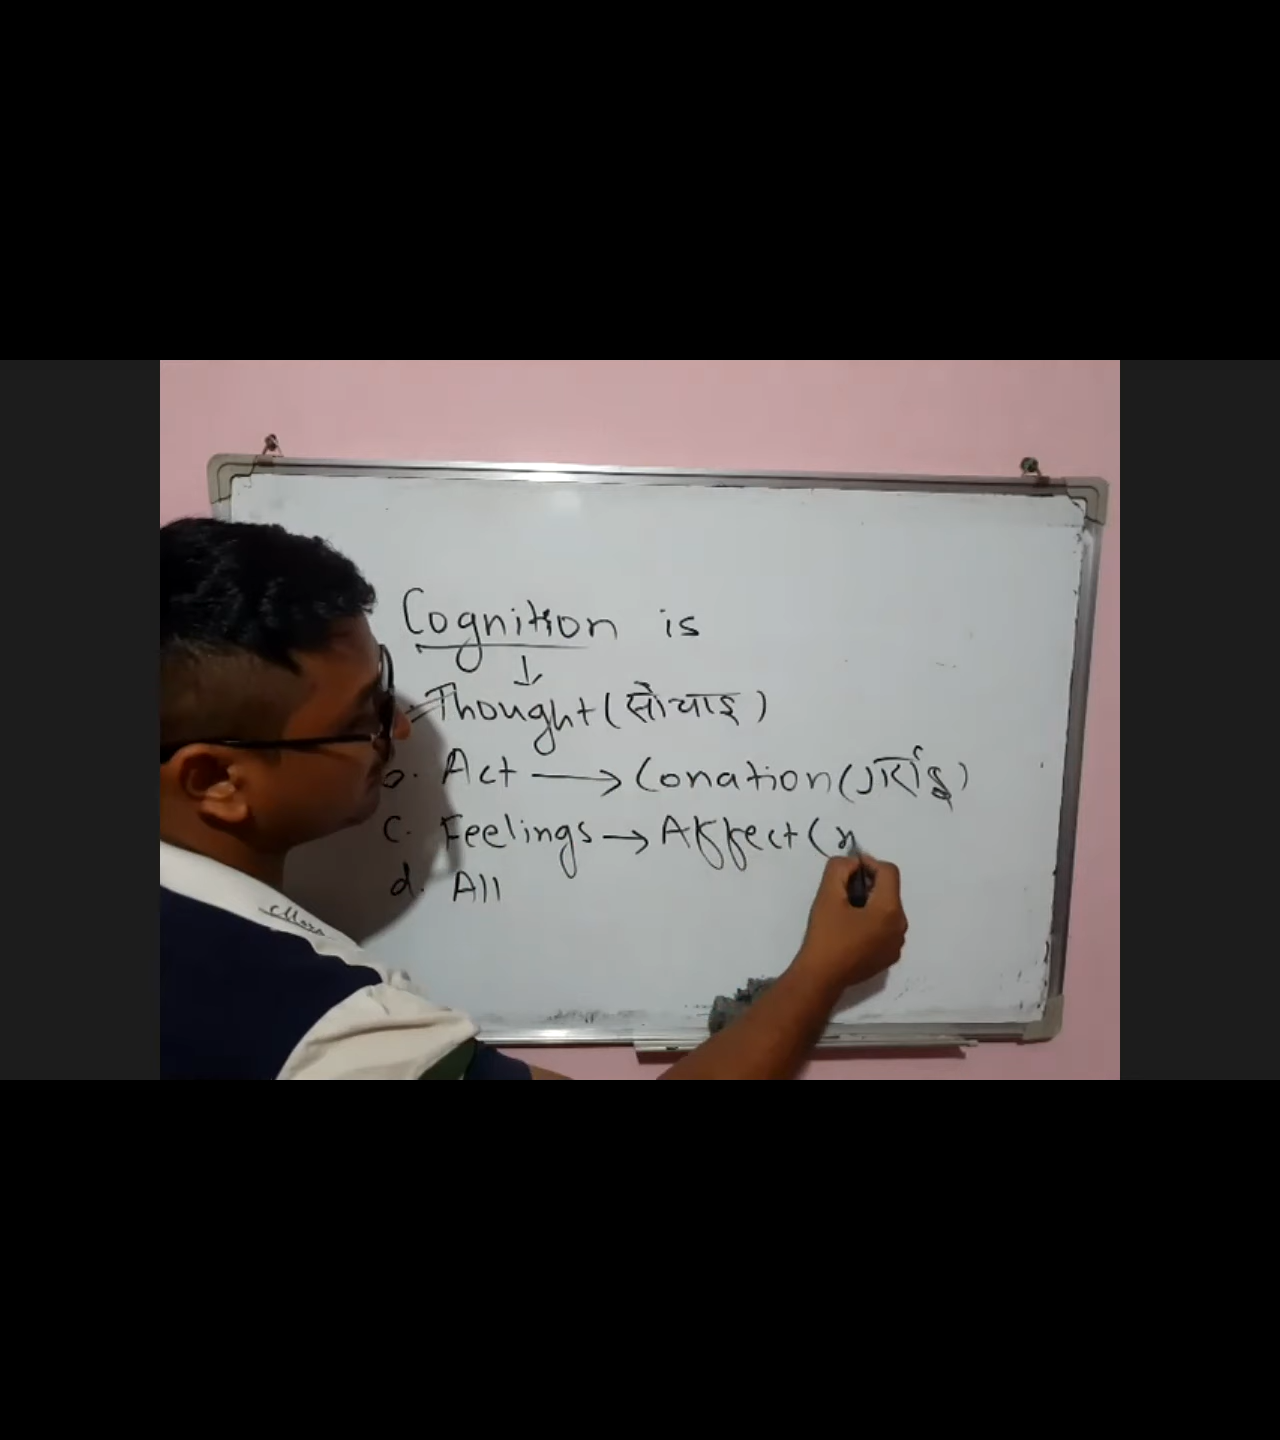 Cognition is
Thought (सोचाइ)
b. Act → Conation (गराइ)
c. Feelings → Affect (
d. All